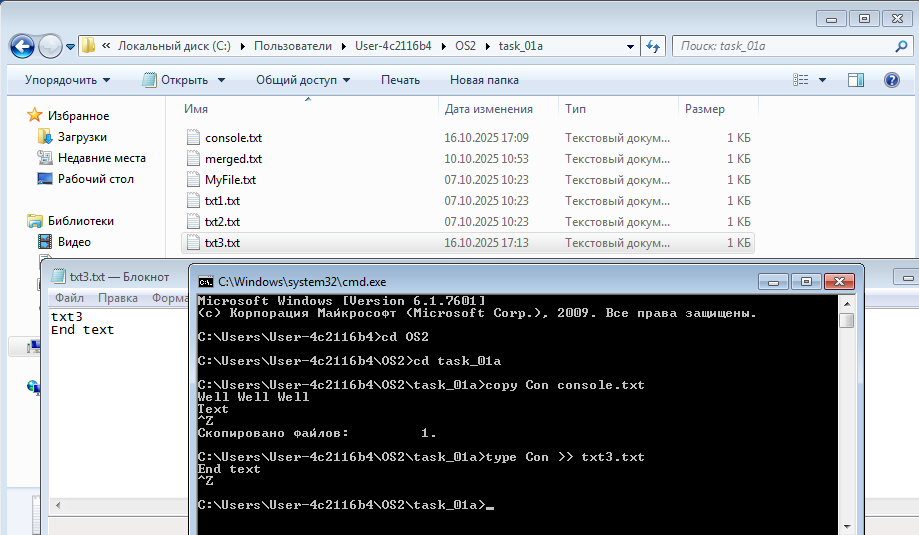 « Локальный диск (C:) ▸ Пользователи ▸ User-4c2116b4 ▸ OS2 ▸ task_01a
Поиск: task_01a
Упорядочить Открыть Общий доступ Печать Новая папка
Имя Дата изменения Тип Размер
Избранное
Загрузки
Недавние места
Рабочий стол
Библиотеки
Видео
console.txt 16.10.2025 17:09 Текстовый докум... 1 КБ
merged.txt 10.10.2025 10:53 Текстовый докум... 1 КБ
MyFile.txt 07.10.2025 10:23 Текстовый докум... 1 КБ
txt1.txt 07.10.2025 10:23 Текстовый докум... 1 КБ
txt2.txt 07.10.2025 10:23 Текстовый докум... 1 КБ
txt3.txt 16.10.2025 17:13 Текстовый докум... 1 КБ
txt3.txt — Блокнот
Файл Правка Форма
txt3
End text
C:\Windows\system32\cmd.exe
Microsoft Windows [Version 6.1.7601]
(c) Корпорация Майкрософт (Microsoft Corp.), 2009. Все права защищены.
C:\Users\User-4c2116b4>cd OS2
C:\Users\User-4c2116b4\OS2>cd task_01a
C:\Users\User-4c2116b4\OS2\task_01a>copy Con console.txt
Well Well Well
Text
^Z
Скопировано файлов: 1.
C:\Users\User-4c2116b4\OS2\task_01a>type Con >> txt3.txt
End text
^Z
C:\Users\User-4c2116b4\OS2\task_01a>_